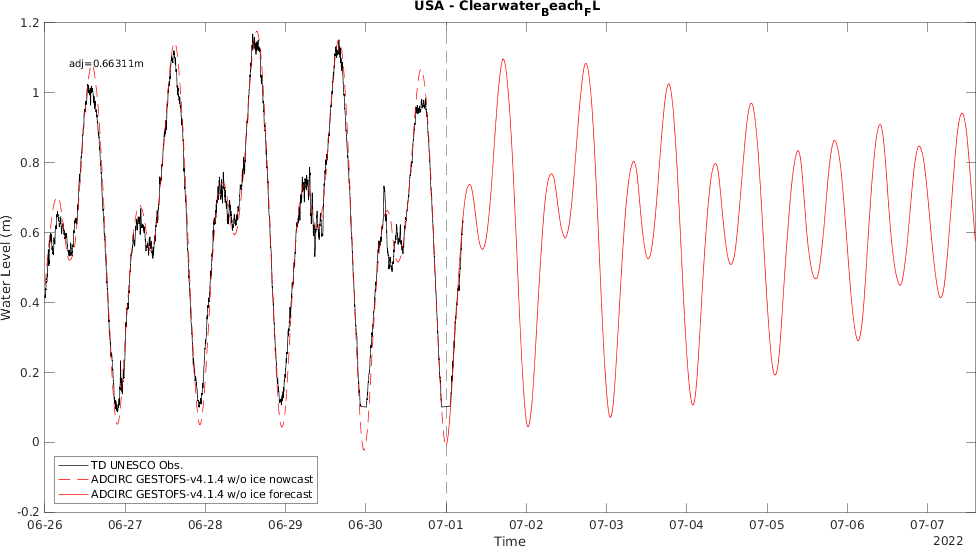 USA - Clearwater_Beach_FL
adj=0.66311m
Water Level (m)
1.2
1
0.8
0.6
0.4
0.2
0
-0.2
TD UNESCO Obs.
ADCIRC GESTOFS-v4.1.4 w/o ice nowcast
ADCIRC GESTOFS-v4.1.4 w/o ice forecast
06-26 06-27 06-28 06-29 06-30 07-01 07-02 07-03 07-04 07-05 07-06 07-07
Time
2022